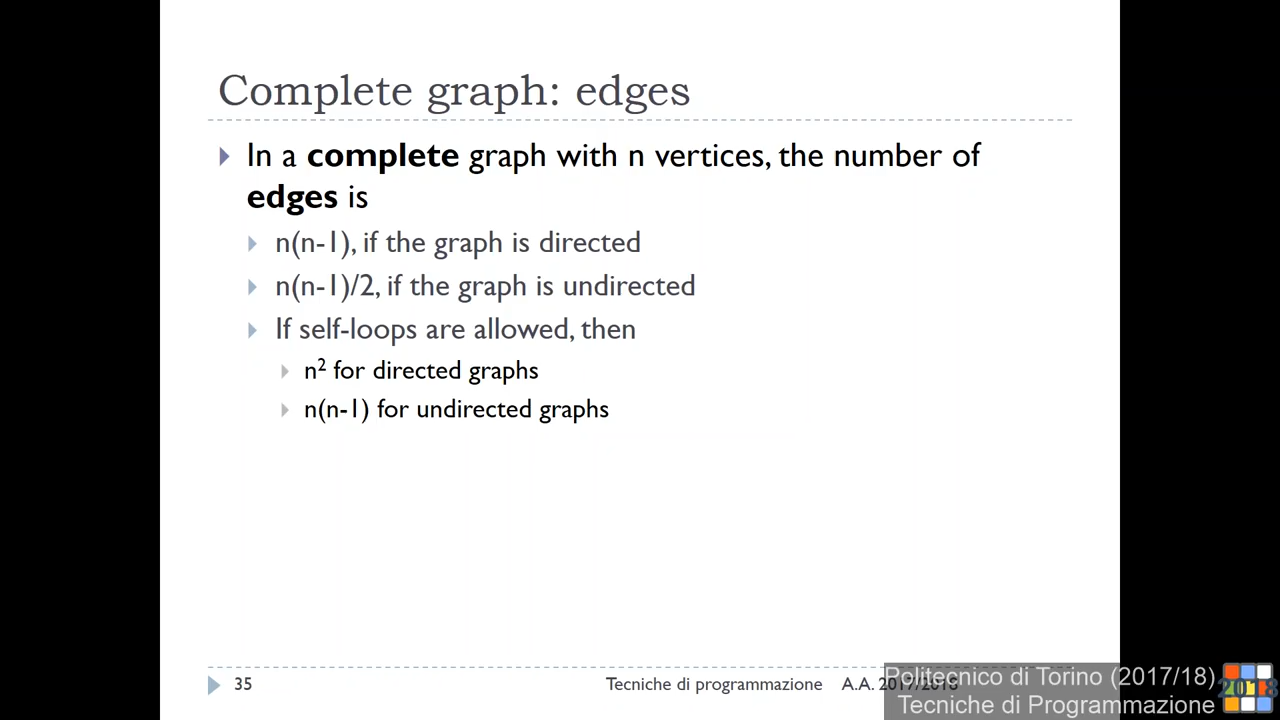 Complete graph: edges
In a complete graph with n vertices, the number of
edges is
n(n-1), if the graph is directed
n(n-1)/2, if the graph is undirected
If self-loops are allowed, then
n² for directed graphs
n(n-1) for undirected graphs
35 Tecniche di programmazione A.A. 2017/2018
Politecnico di Torino (2017/18)
Tecniche di Programmazione
2018